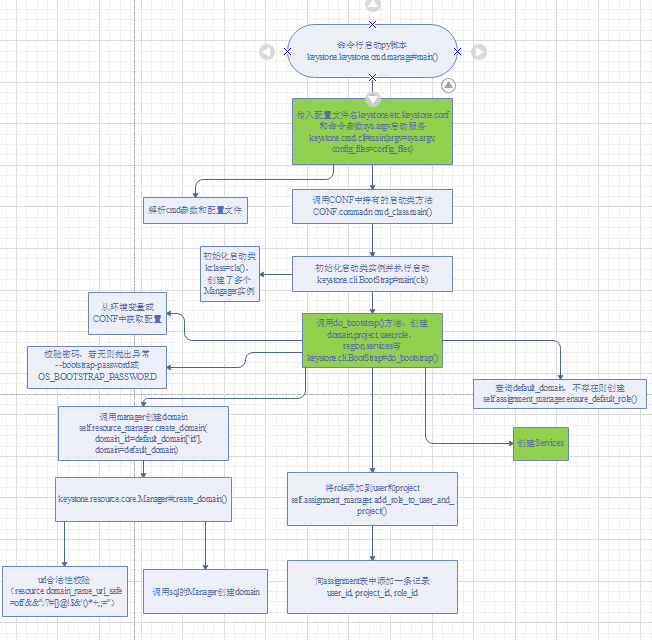 命令行启动py脚本
keystone.keystone.cmd.manage#main()
传入配置文件名keystone/etc/keystone.conf
和命令参数sys.argv启动服务
keystone.cmd.cli#main(argv=sys.argv,
config_files=config_files)
解析cmd参数和配置文件
调用CONF中持有的启动类方法
CONF.commadn.cmd_class.main()
初始化启动类
klclass=cls(),
创建了多个
Mangager实例
初始化启动类实例并执行启动
keystone.cli.BootStrap#main(cls)
从环境变量或
CONF中获取配置
调用do_bootstrap()方法，创建
domain,project,user,role,
region,services等
keystone.cli.BootStrap#do_bootstrap()
校验密码，若无则抛出异常
--bootstrap-password或
OS_BOOTSTRAP_PASSWORD
查询default_domain，不存在则创建
self.assignment_manager.ensure_default_role()
调用manager创建domain
self.resource_manager.create_domain(
domain_id=default_domain['id'],
domain=default_domain)
创建Services
keystone.resource.core.Manager#create_domain()
将role添加到user和project
self.assignment_manager.add_role_to_user_and_
project()
url合法性校验
（resource.domain_name_url_safe
=off &&":/?#[]@!$&'()*+,;="）
调用sql的Manager创建domain
向assignment表中添加一条记录
user_id, project_id, role_id